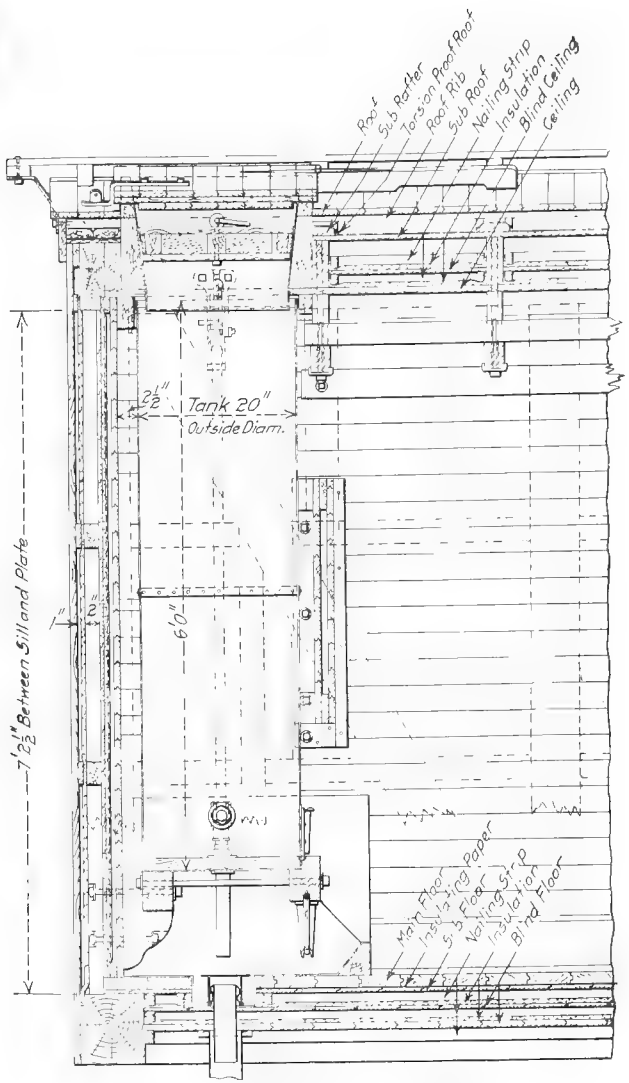 Roof
Sub Rafter
Torsion Proof Roof
Roof Rib
Sub Roof
Nailing Strip
Insulation
Blind Ceiling
Ceiling
2½"
Tank 20"
Outside Diam.
6'0"
1"
2"
7'2½" Between Sill and Plate
Main Floor
Insulating Paper
Sub Floor
Nailing Strip
Insulation
Blind Floor